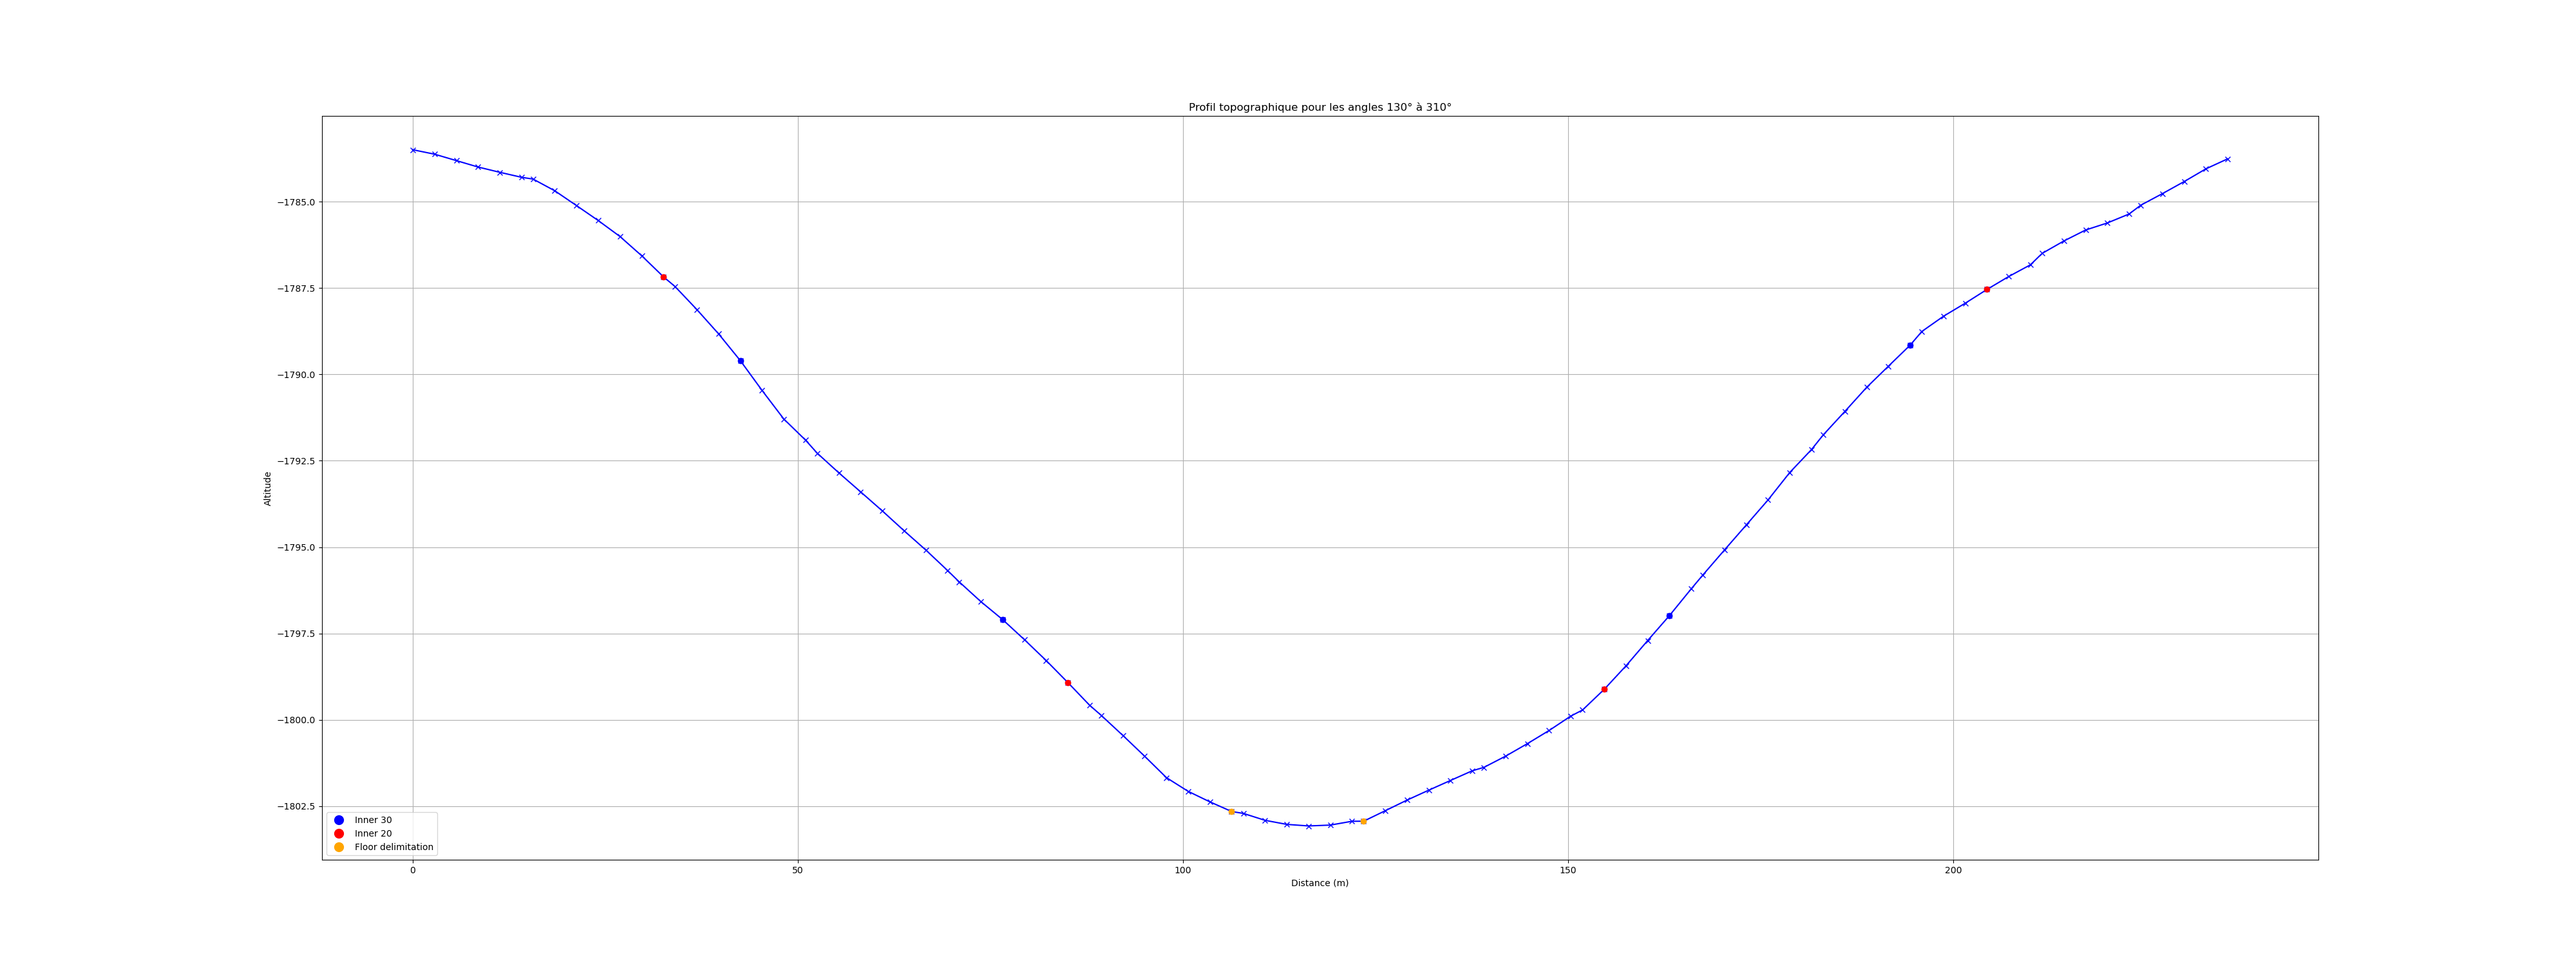 Profil topographique pour les angles 130° à 310°
−1785.0
−1787.5
−1790.0
−1792.5
−1795.0
−1797.5
−1800.0
−1802.5
Altitude
Inner 30
Inner 20
Floor delimitation
0 50 100 150 200
Distance (m)